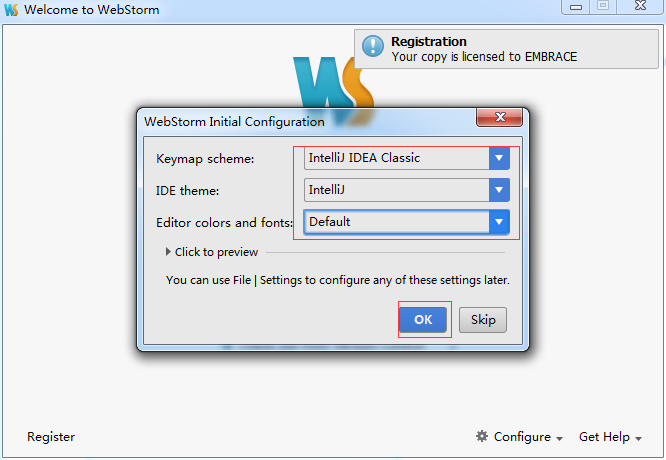 Welcome to WebStorm
Registration
Your copy is licensed to EMBRACE
WS
WebStorm Initial Configuration
Keymap scheme: IntelliJ IDEA Classic
IDE theme: IntelliJ
Editor colors and fonts: Default
Click to preview
You can use File | Settings to configure any of these settings later.
OK Skip
Register Configure Get Help